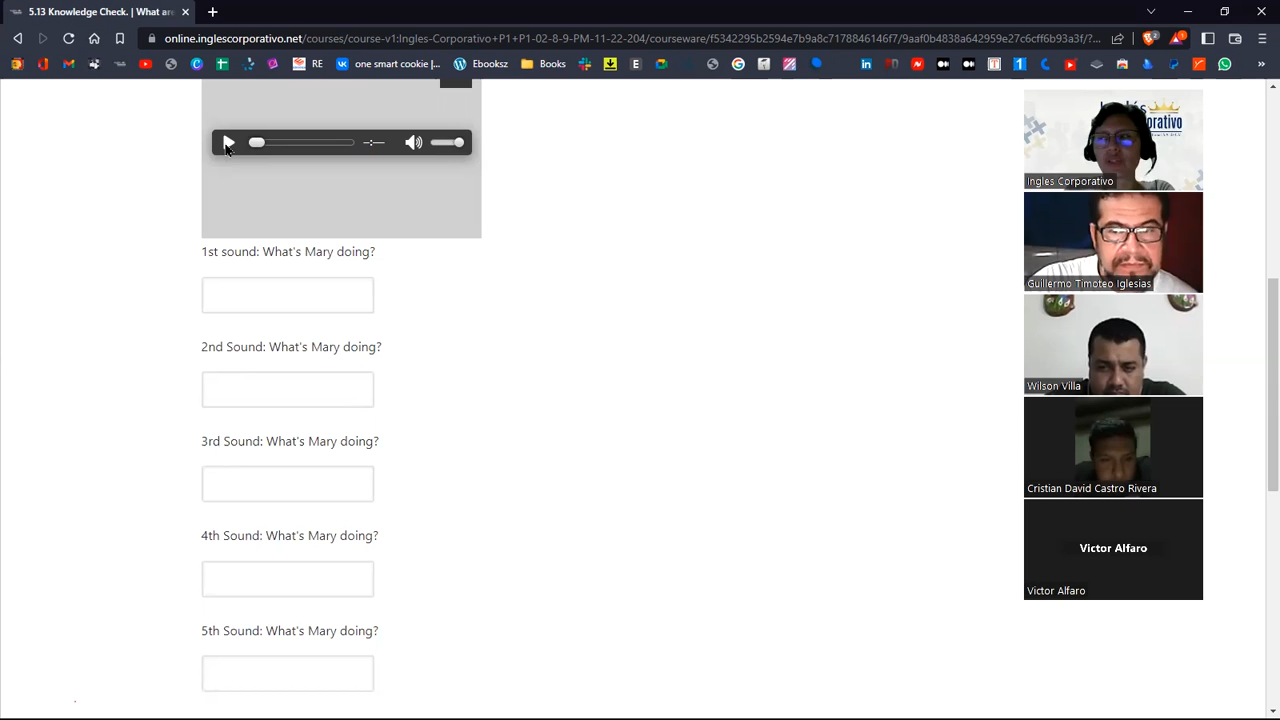 5.13 Knowledge Check. | What are
online.inglescorporativo.net/courses/course-v1:Ingles-Corporativo+P1+P1-02-8-9-PM-11-22-204/courseware/f5342295b2594e7b9a8c7178846146f7/9aaf0b4838a642959e27c6cff6b93a3f/?...
RE
one smart cookie |...
Ebooksz
Books
-:--
1st sound: What's Mary doing?
2nd Sound: What's Mary doing?
3rd Sound: What's Mary doing?
4th Sound: What's Mary doing?
5th Sound: What's Mary doing?
Ingles Corporativo
Guillermo Timoteo Iglesias
Wilson Villa
Cristian David Castro Rivera
Victor Alfaro
Victor Alfaro